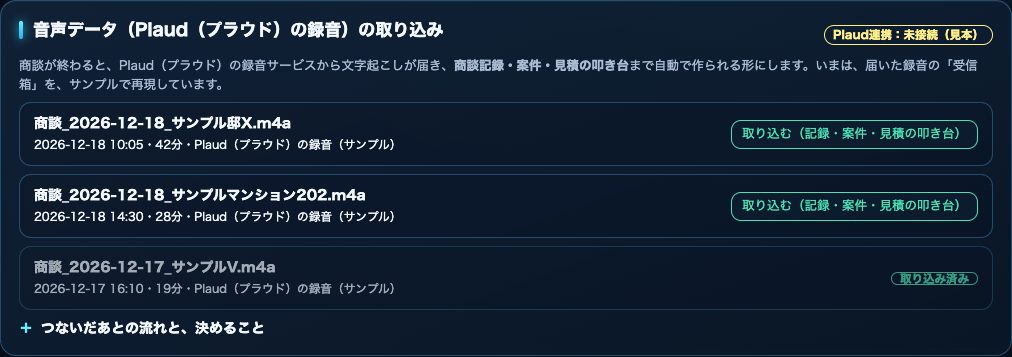 音声データ（Plaud（プラウド）の録音）の取り込み
Plaud連携：未接続（見本）
商談が終わると、Plaud（プラウド）の録音サービスから文字起こしが届き、商談記録・案件・見積の叩き台まで自動で作られる形にします。いまは、届いた録音の「受信
箱」を、サンプルで再現しています。
商談_2026-12-18_サンプル邸X.m4a
2026-12-18 10:05・42分・Plaud（プラウド）の録音（サンプル）
取り込む（記録・案件・見積の叩き台）
商談_2026-12-18_サンプルマンション202.m4a
2026-12-18 14:30・28分・Plaud（プラウド）の録音（サンプル）
取り込む（記録・案件・見積の叩き台）
商談_2026-12-17_サンプルV.m4a
2026-12-17 16:10・19分・Plaud（プラウド）の録音（サンプル）
取り込み済み
+ つないだあとの流れと、決めること